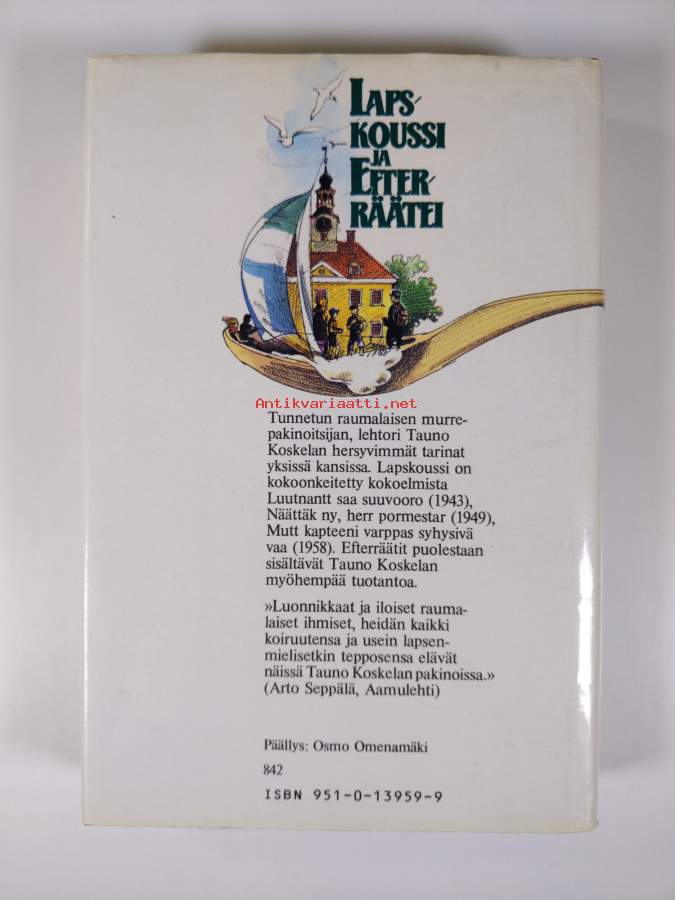 LAPS-
KOUSSI
JA
EFTER-
RÄÄTEI
Antikvariaatti.net
Tunnetun raumalaisen murre-
pakinoitsijan, lehtori Tauno
Koskelan hersyvimmät tarinat
yksissä kansissa. Lapskoussi on
kokoonkeitetty kokoelmista
Luutnantt saa suuvooro (1943),
Näättäk ny, herr pormestar (1949),
Mutt kapteeni varppas syhysivä
vaa (1958). Efterräätit puolestaan
sisältävät Tauno Koskelan
myöhempää tuotantoa.
»Luonnikkaat ja iloiset rauma-
laiset ihmiset, heidän kaikki
koiruutensa ja usein lapsen-
mielisetkin tepposensa elävät
näissä Tauno Koskelan pakinoissa.»
(Arto Seppälä, Aamulehti)
Päällys: Osmo Omenamäki
842
ISBN 951-0-13959-9